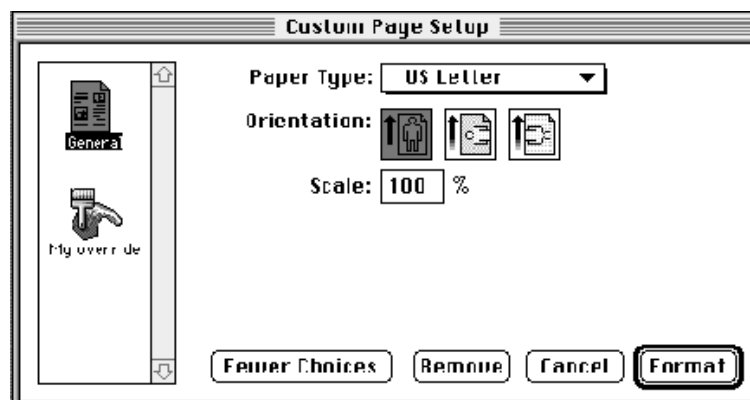 Custom Page Setup
Paper Type: US Letter
General
Orientation:
Scale: 100 %
My override
Fewer Choices Remove Cancel Format